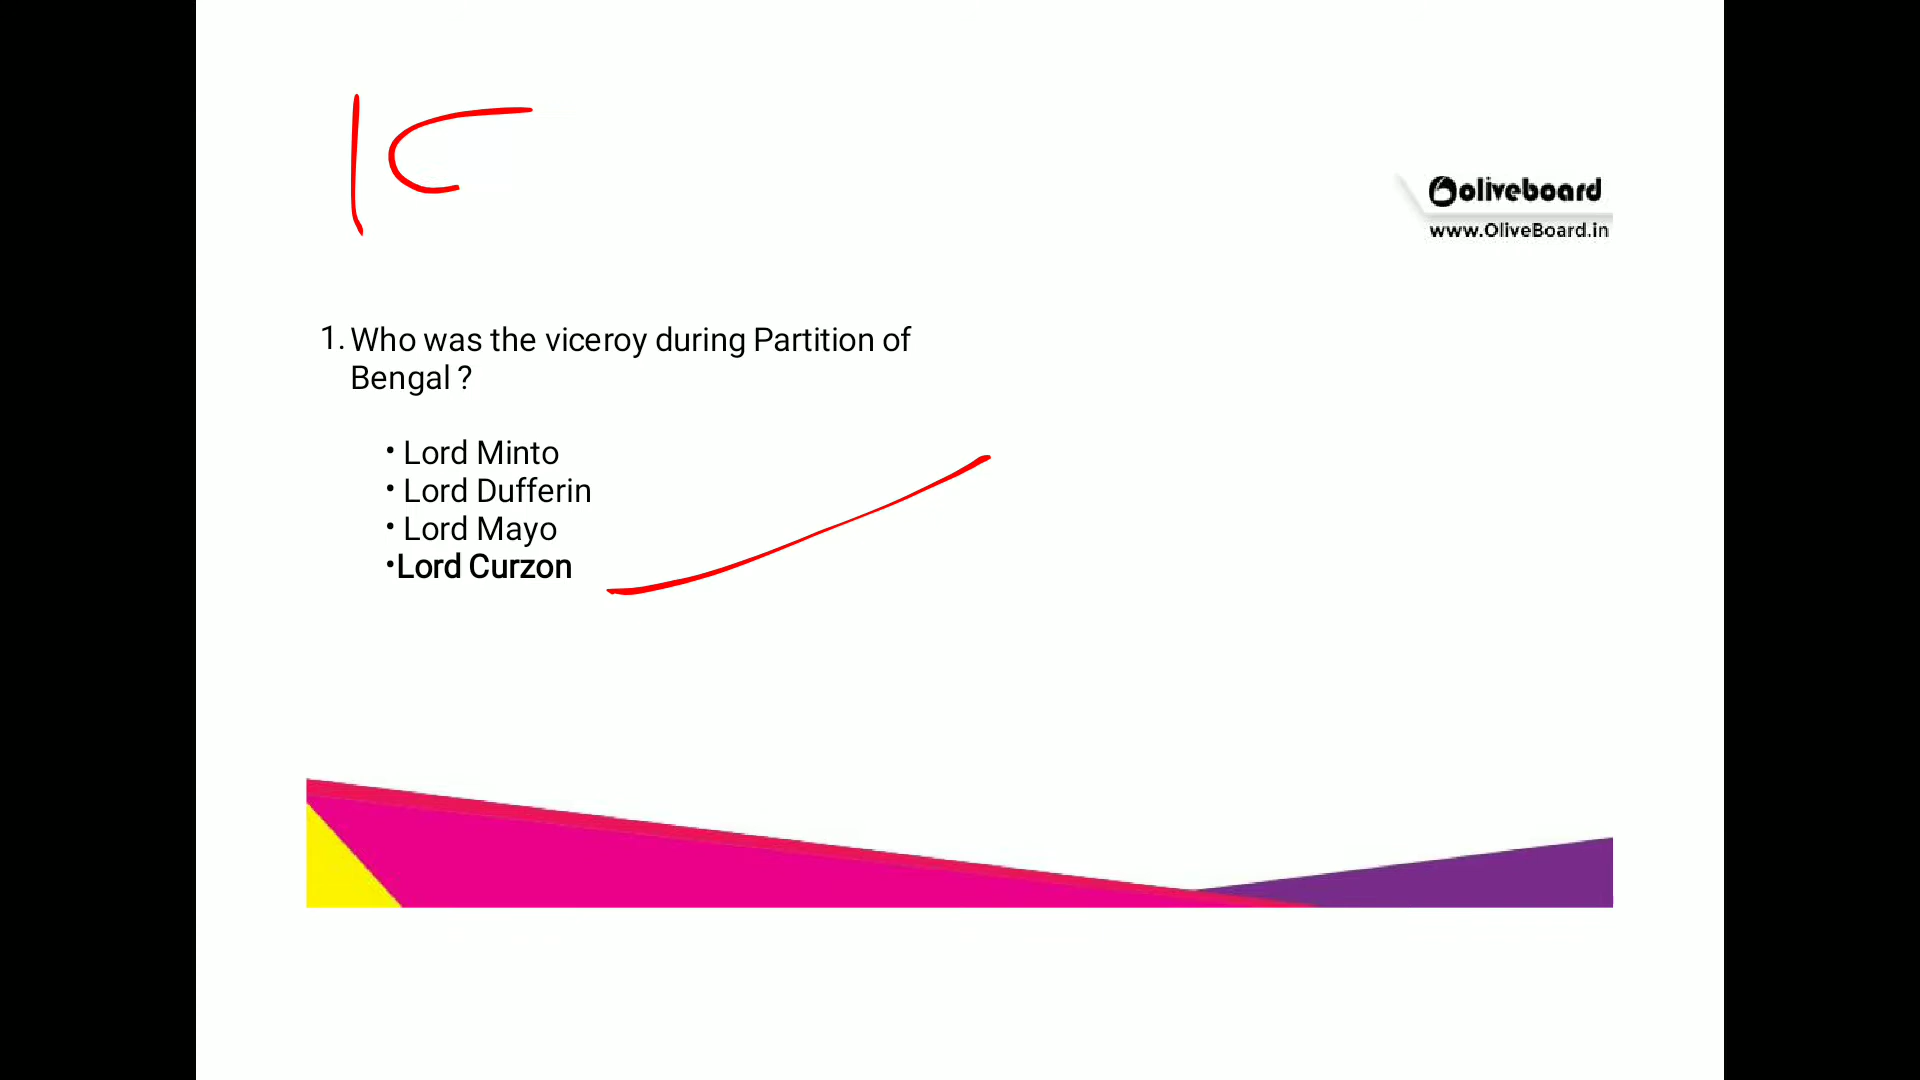 oliveboard
www.OliveBoard.in
1. Who was the viceroy during Partition of
Bengal ?
• Lord Minto
• Lord Dufferin
• Lord Mayo
•Lord Curzon